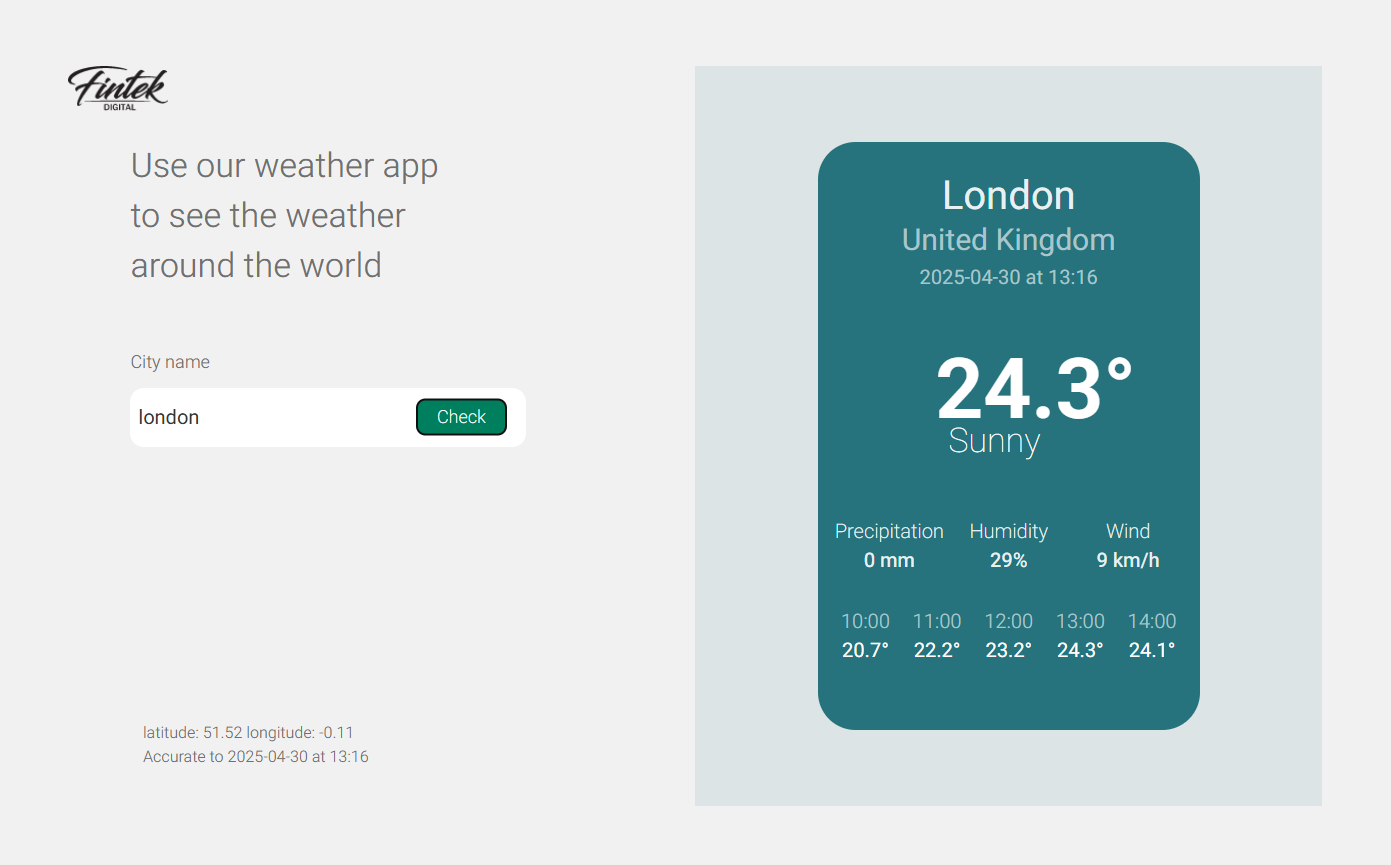 Fintek
DIGITAL
Use our weather app
to see the weather
around the world
City name
london
Check
latitude: 51.52 longitude: -0.11
Accurate to 2025-04-30 at 13:16
London
United Kingdom
2025-04-30 at 13:16
24.3°
Sunny
Precipitation Humidity Wind
0 mm 29% 9 km/h
10:00 11:00 12:00 13:00 14:00
20.7° 22.2° 23.2° 24.3° 24.1°